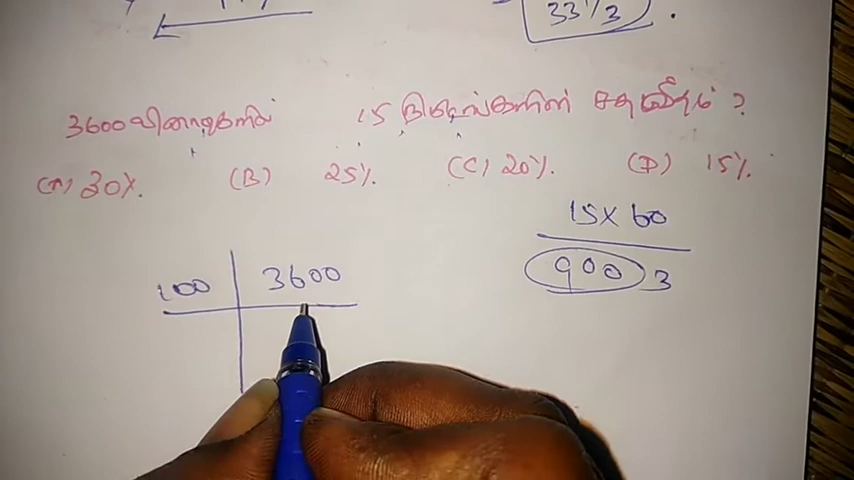 33 1/3
3600 வினாடிகளில் 15 நிமிடங்களின் சதவீதம் ?
(A) 30%. (B) 25%. (C) 20%. (D) 15%.
15 X 60
900 3
100 3600